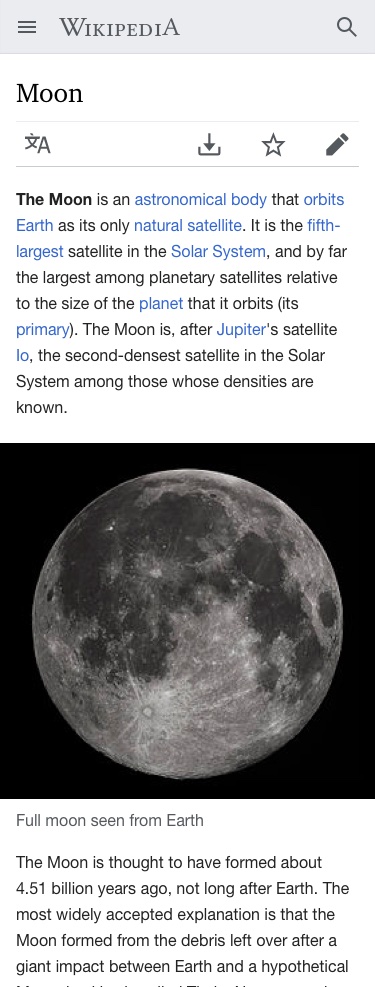 WIKIPEDIA
Moon
文A
The Moon is an astronomical body that orbits
Earth as its only natural satellite. It is the fifth-
largest satellite in the Solar System, and by far
the largest among planetary satellites relative
to the size of the planet that it orbits (its
primary). The Moon is, after Jupiter's satellite
Io, the second-densest satellite in the Solar
System among those whose densities are
known.
Full moon seen from Earth
The Moon is thought to have formed about
4.51 billion years ago, not long after Earth. The
most widely accepted explanation is that the
Moon formed from the debris left over after a
giant impact between Earth and a hypothetical